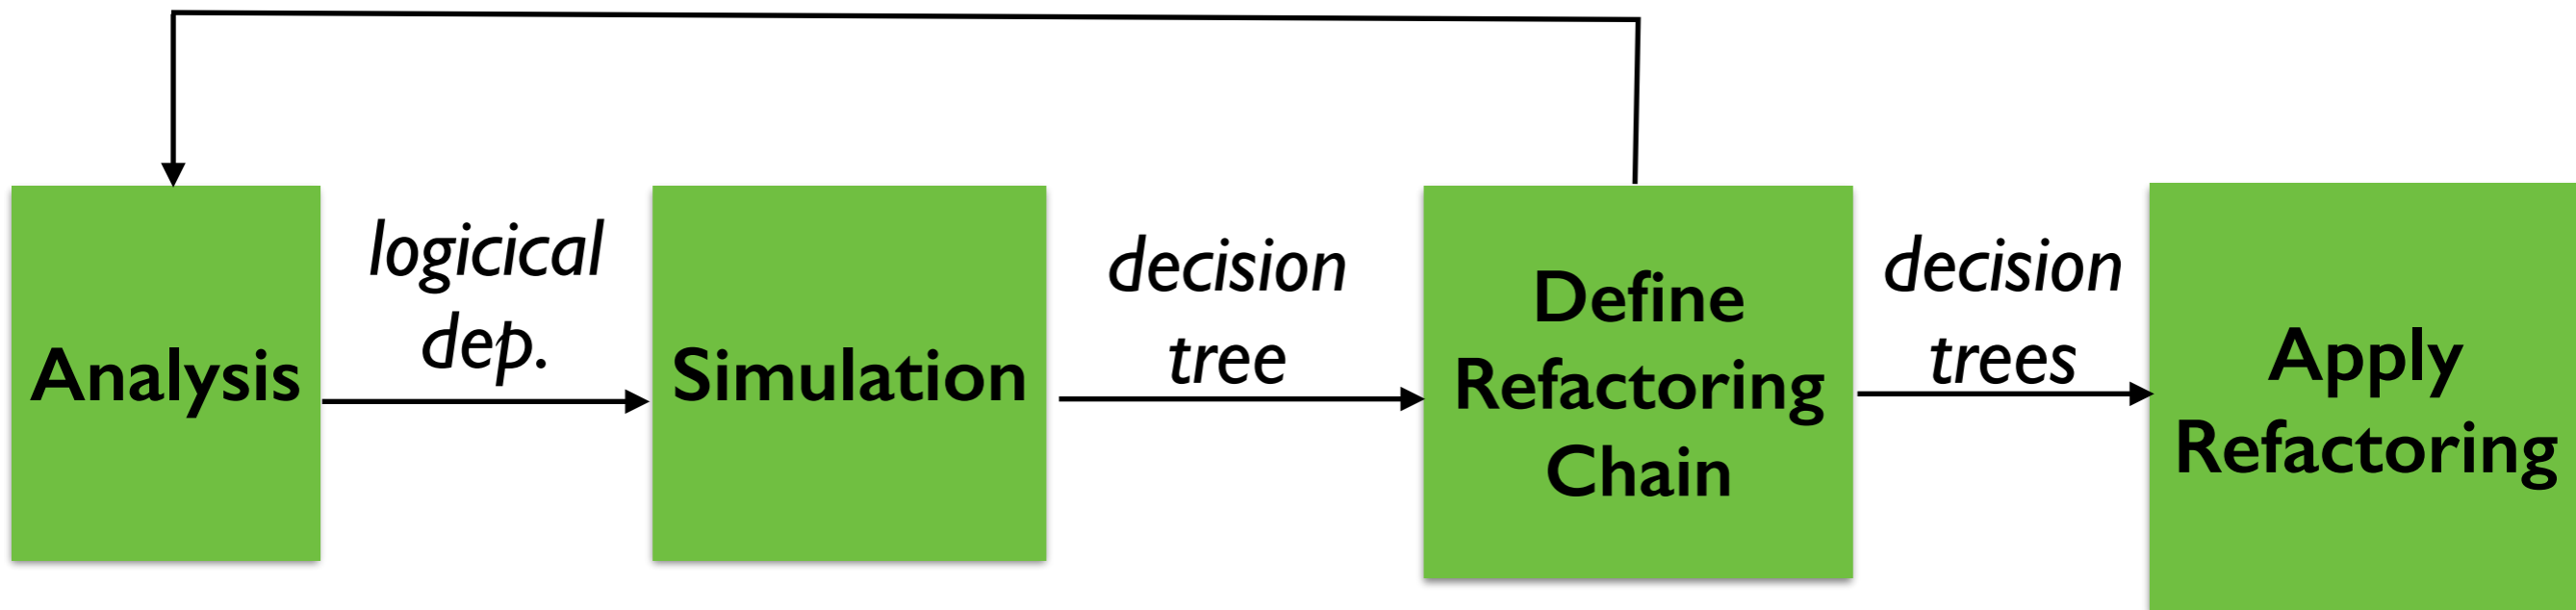 Analysis
logicical
dep.
Simulation
decision
tree
Define
Refactoring
Chain
decision
trees
Apply
Refactoring